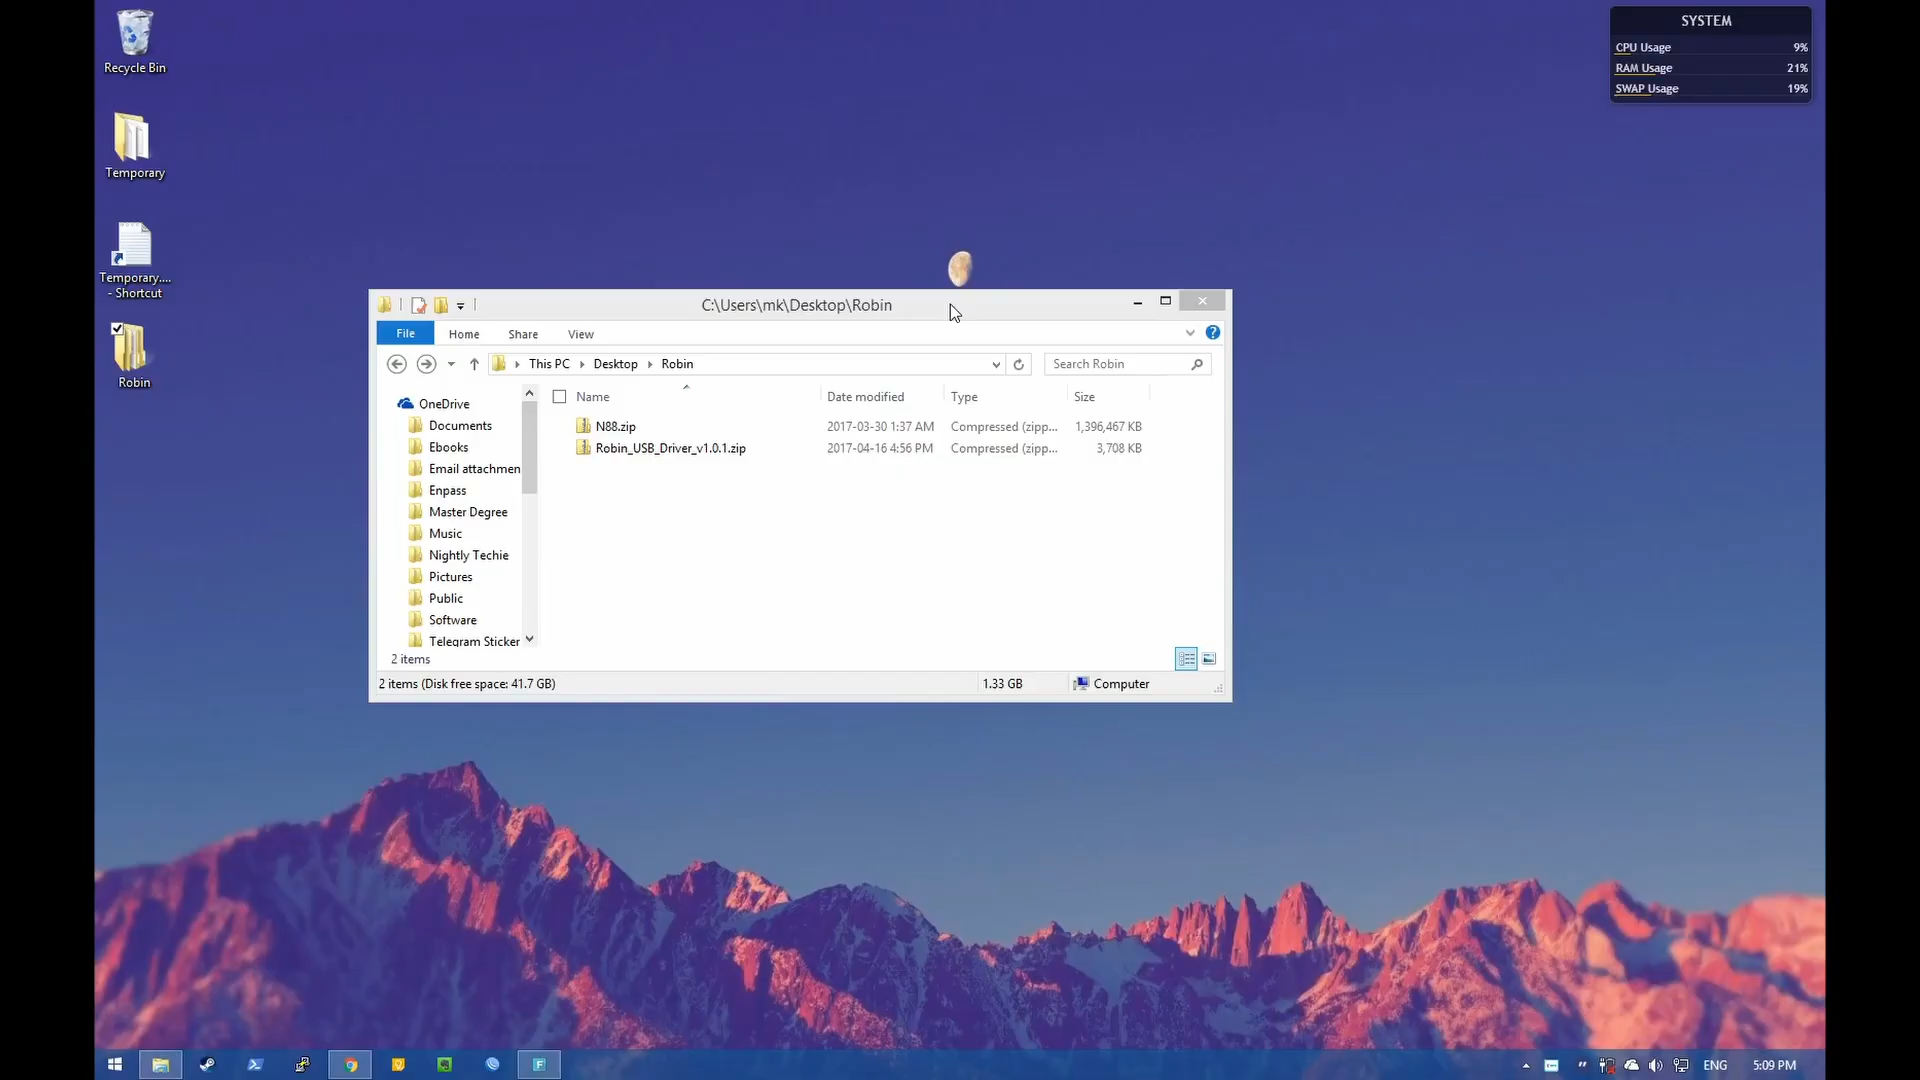 Recycle Bin
Temporary
Temporary....
- Shortcut
Robin
SYSTEM
CPU Usage 9%
RAM Usage 21%
SWAP Usage 19%
C:\Users\mk\Desktop\Robin
File Home Share View
This PC Desktop Robin
Search Robin
Name Date modified Type Size
N88.zip 2017-03-30 1:37 AM Compressed (zipp... 1,396,467 KB
Robin_USB_Driver_v1.0.1.zip 2017-04-16 4:56 PM Compressed (zipp... 3,708 KB
OneDrive
Documents
Ebooks
Email attachmen
Enpass
Master Degree
Music
Nightly Techie
Pictures
Public
Software
Telegram Sticker
2 items
2 items (Disk free space: 41.7 GB) 1.33 GB Computer
ENG 5:09 PM